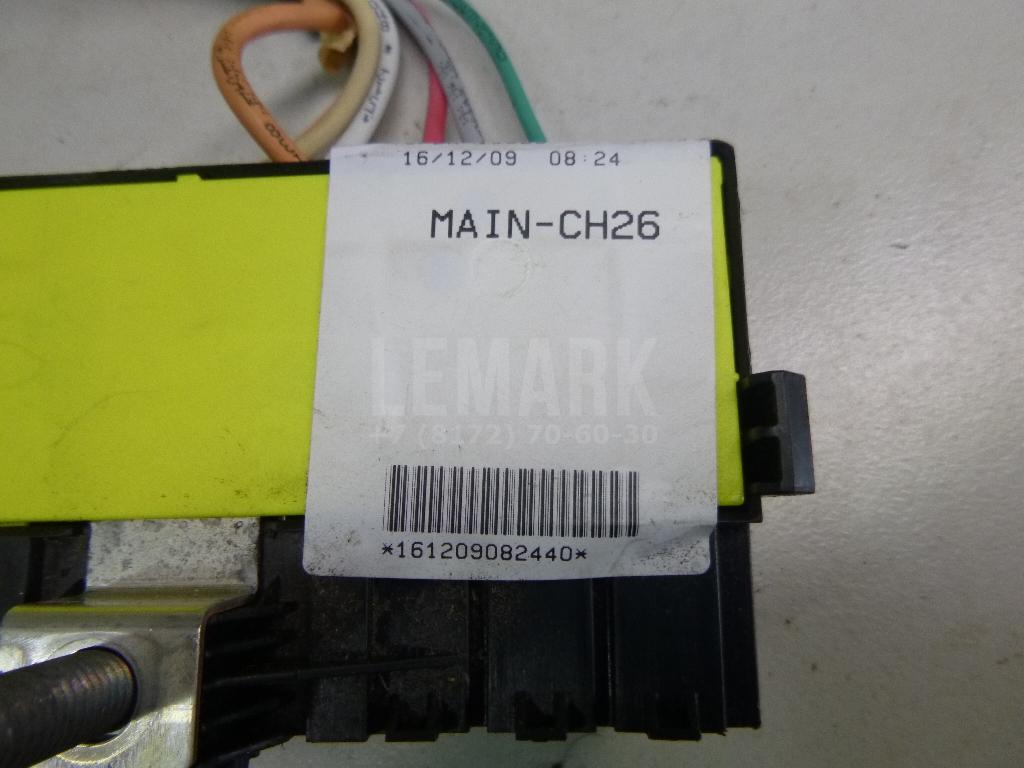 16/12/09 08:24
MAIN-CH26
LEMARK
+7 (8172) 70-60-30
*161209082440*